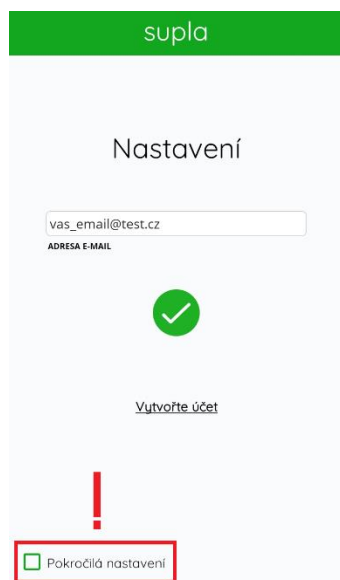 supla
Nastavení
vas_email@test.cz
ADRESA E-MAIL
Vytvořte účet
!
Pokročilá nastavení